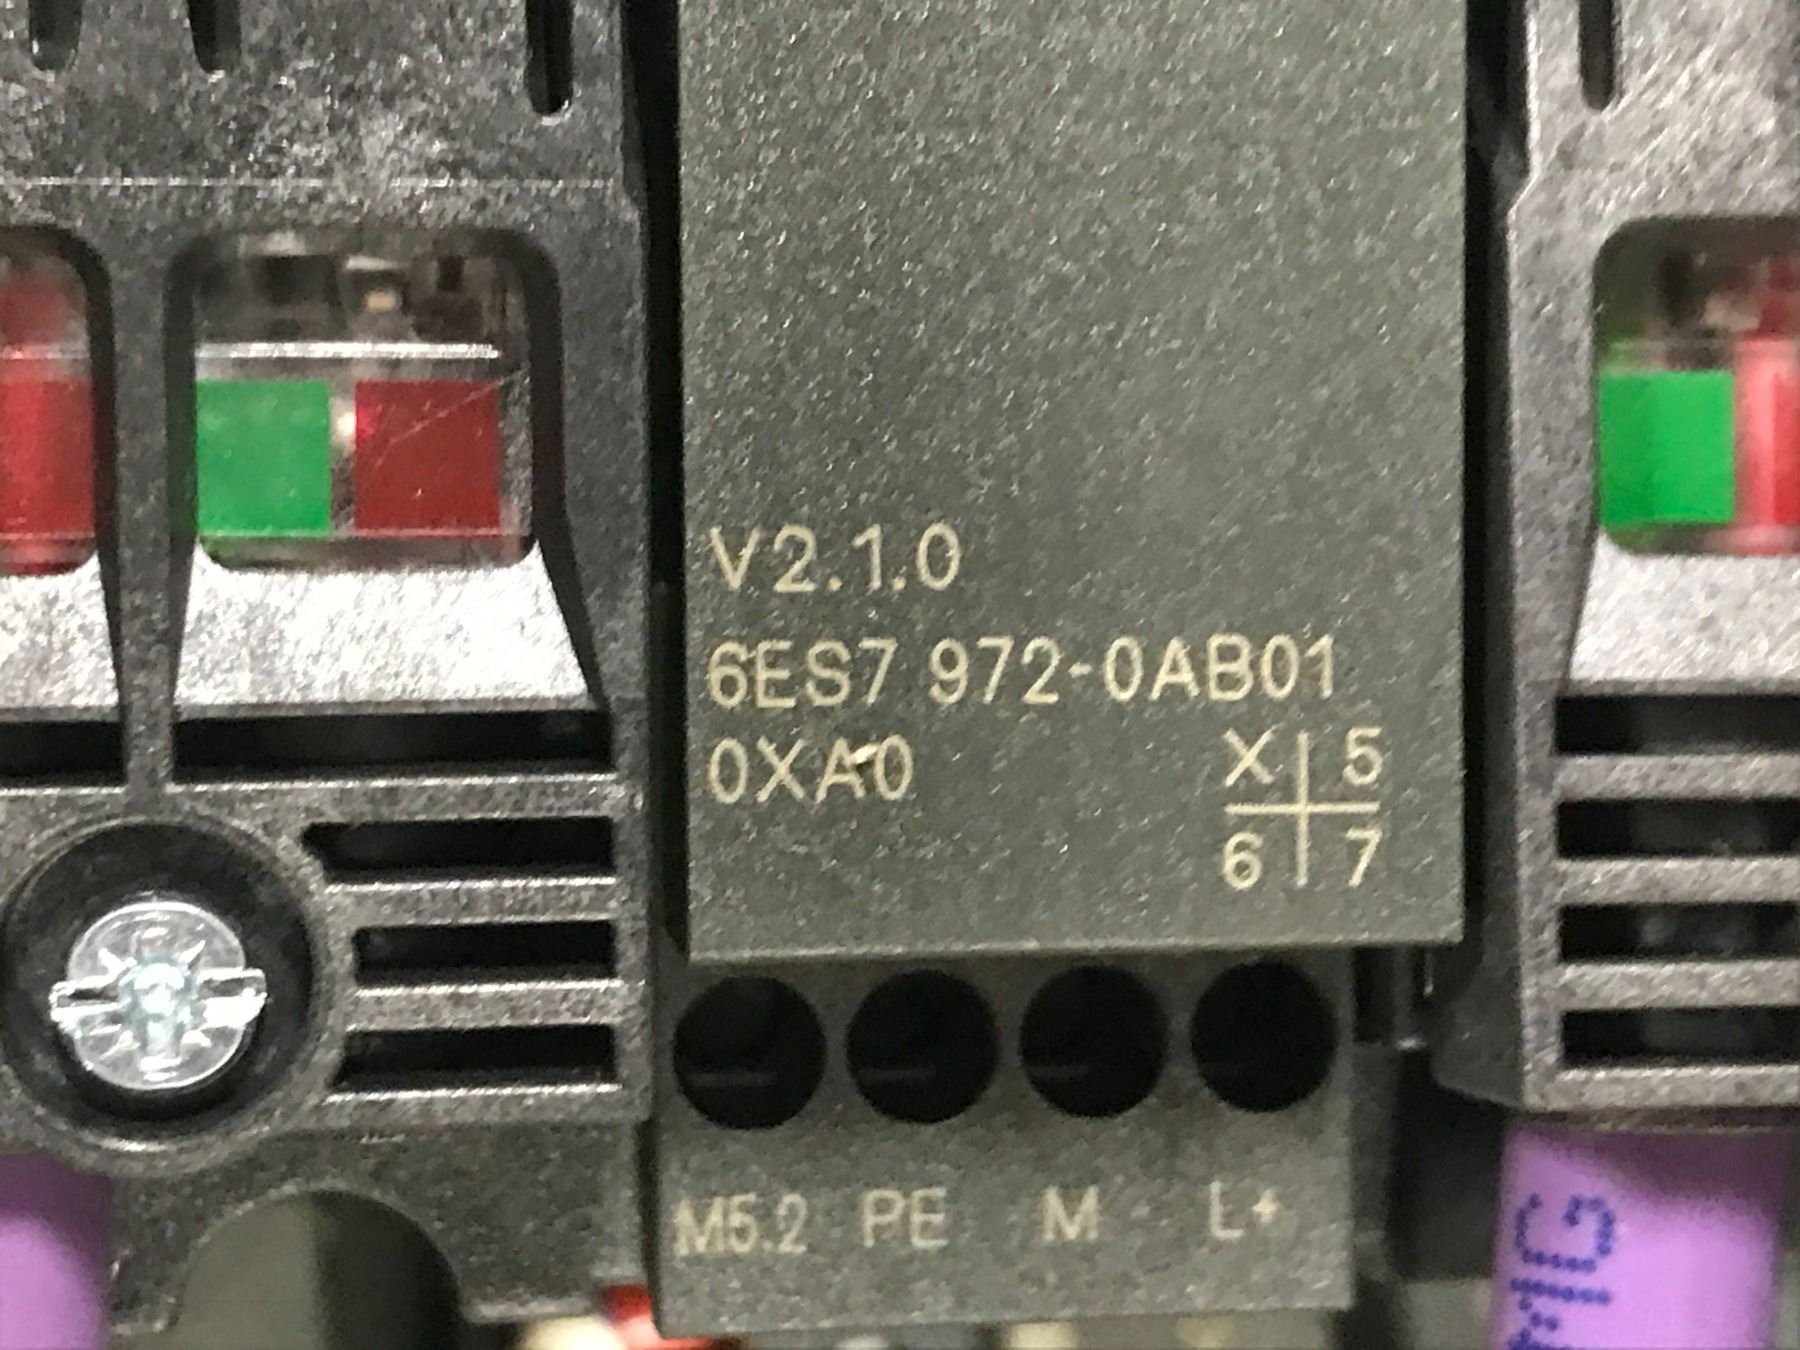 V2.1.0
6ES7 972-0AB01
0XA0
X 5
6 7
M5.2 PE M L+